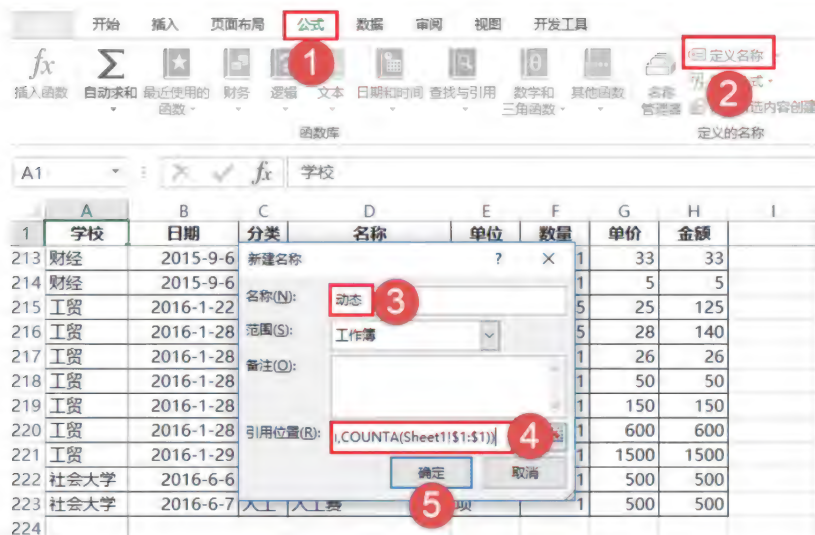 开始 插入 页面布局 公式 数据 审阅 视图 开发工具
1
fx Σ 定义名称
插入函数 自动求和 最近使用的 财务 逻辑 文本 日期和时间 查找与引用 数学和 其他函数 名称 2
函数 三角函数 管理器 选内容创建
函数库 定义的名称
A1 fx 学校
A B C D E F G H I
1 学校 日期 分类 名称 单位 数量 单价 金额
213 财经 2015-9-6 1 33 33
214 财经 2015-9-6 1 5 5
215 工贸 2016-1-22 5 25 125
216 工贸 2016-1-28 5 28 140
217 工贸 2016-1-28 1 26 26
218 工贸 2016-1-28 1 50 50
219 工贸 2016-1-28 1 150 150
220 工贸 2016-1-28 1 600 600
221 工贸 2016-1-29 1 1500 1500
222 社会大学 2016-6-6 1 500 500
223 社会大学 2016-6-7 人工 人工费 项 1 500 500
224
新建名称 ? ×
名称(N): 动态 3
范围(S): 工作簿
备注(O):
引用位置(R): ),COUNTA(Sheet1!$1:$1)) 4
确定 取消
5